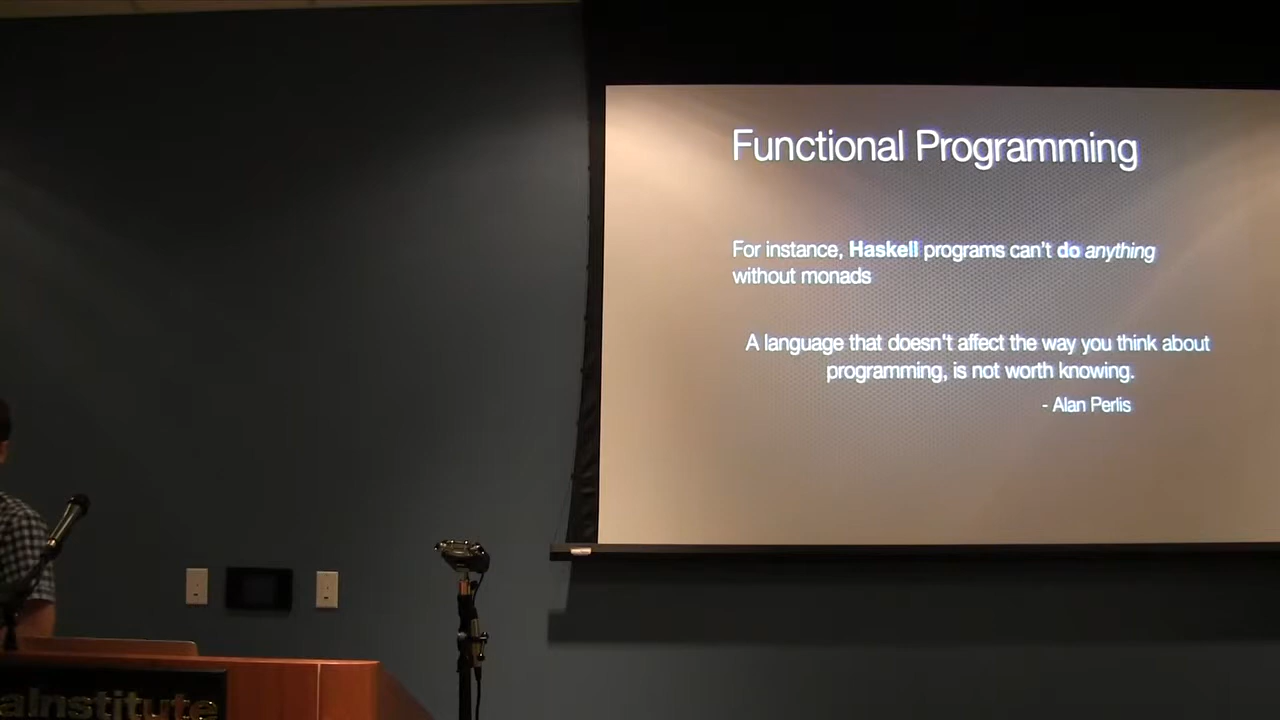 Functional Programming
For instance, Haskell programs can't do anything
without monads
A language that doesn't affect the way you think about
programming, is not worth knowing.
- Alan Perlis
aInstitute